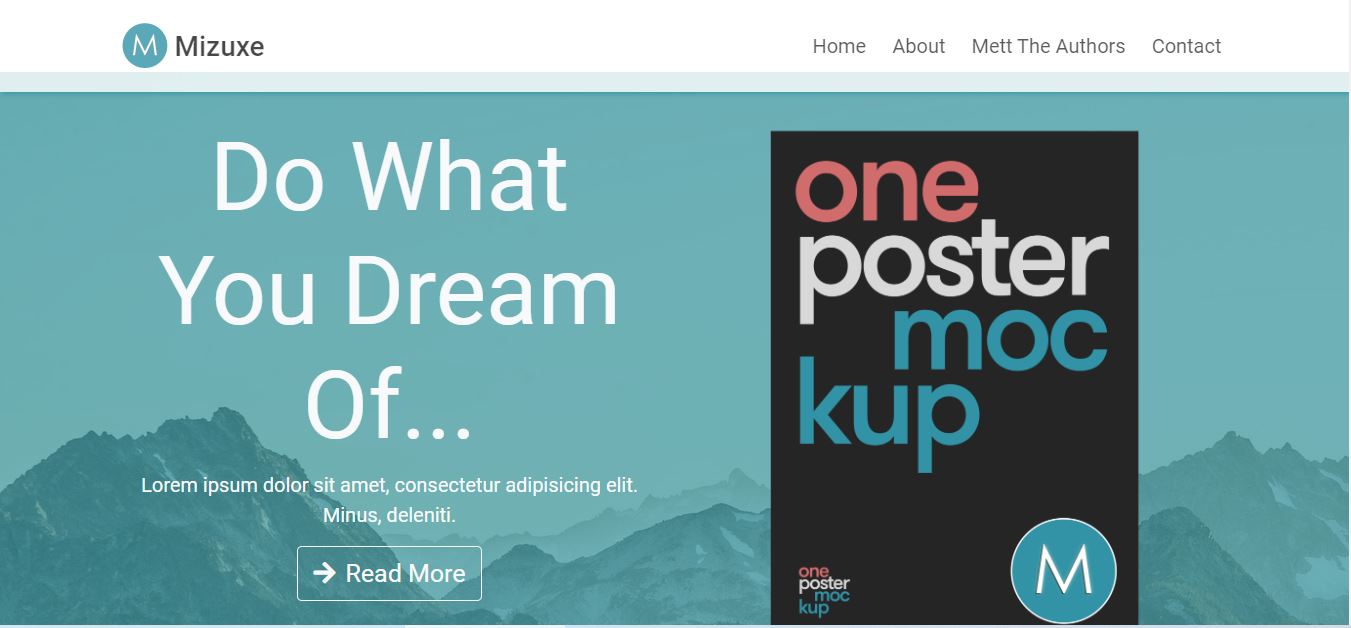 M Mizuxe
Home About Mett The Authors Contact
Do What
You Dream
Of...
Lorem ipsum dolor sit amet, consectetur adipisicing elit.
Minus, deleniti.
Read More
one
poster
moc
kup
one
poster
moc
kup
M